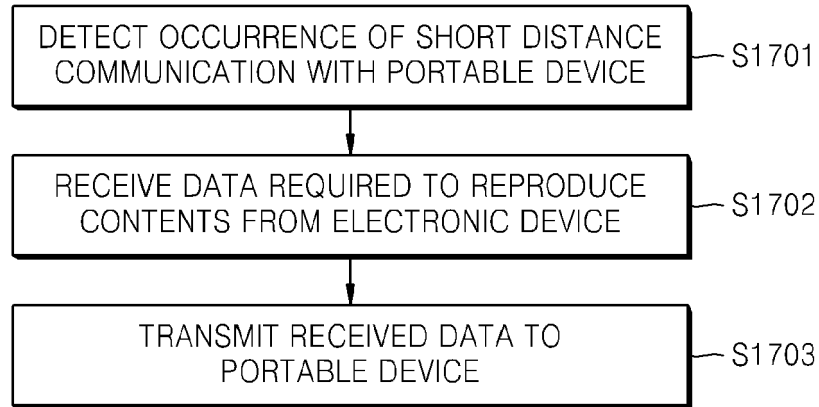 DETECT OCCURRENCE OF SHORT DISTANCE
COMMUNICATION WITH PORTABLE DEVICE
S1701
RECEIVE DATA REQUIRED TO REPRODUCE
CONTENTS FROM ELECTRONIC DEVICE
S1702
TRANSMIT RECEIVED DATA TO
PORTABLE DEVICE
S1703